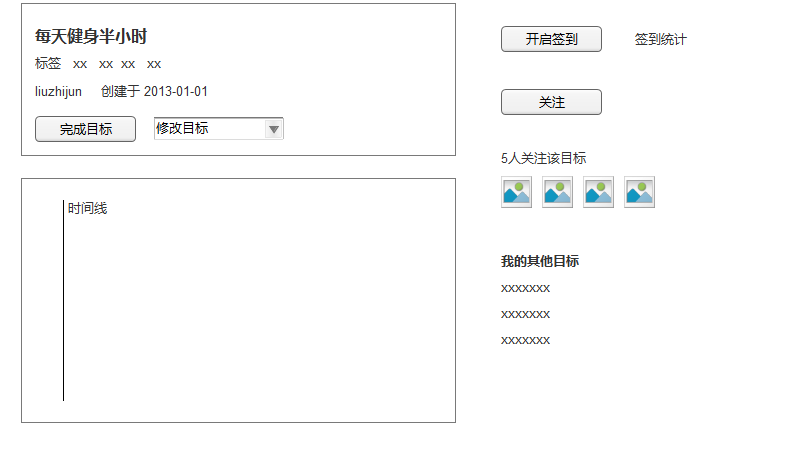 每天健身半小时
标签 xx xx xx xx
liuzhijun 创建于 2013-01-01
完成目标 修改目标
时间线
开启签到 签到统计
关注
5人关注该目标
我的其他目标
xxxxxxx
xxxxxxx
xxxxxxx